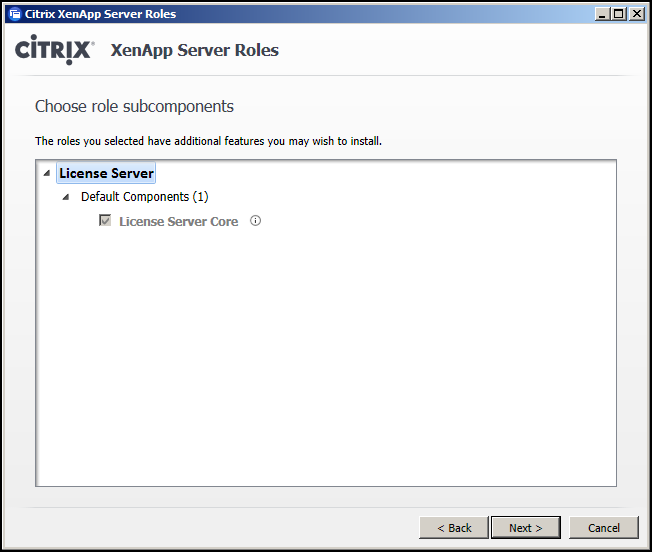 Citrix XenApp Server Roles
CITRIX® XenApp Server Roles
Choose role subcomponents
The roles you selected have additional features you may wish to install.
License Server
Default Components (1)
License Server Core
< Back Next > Cancel